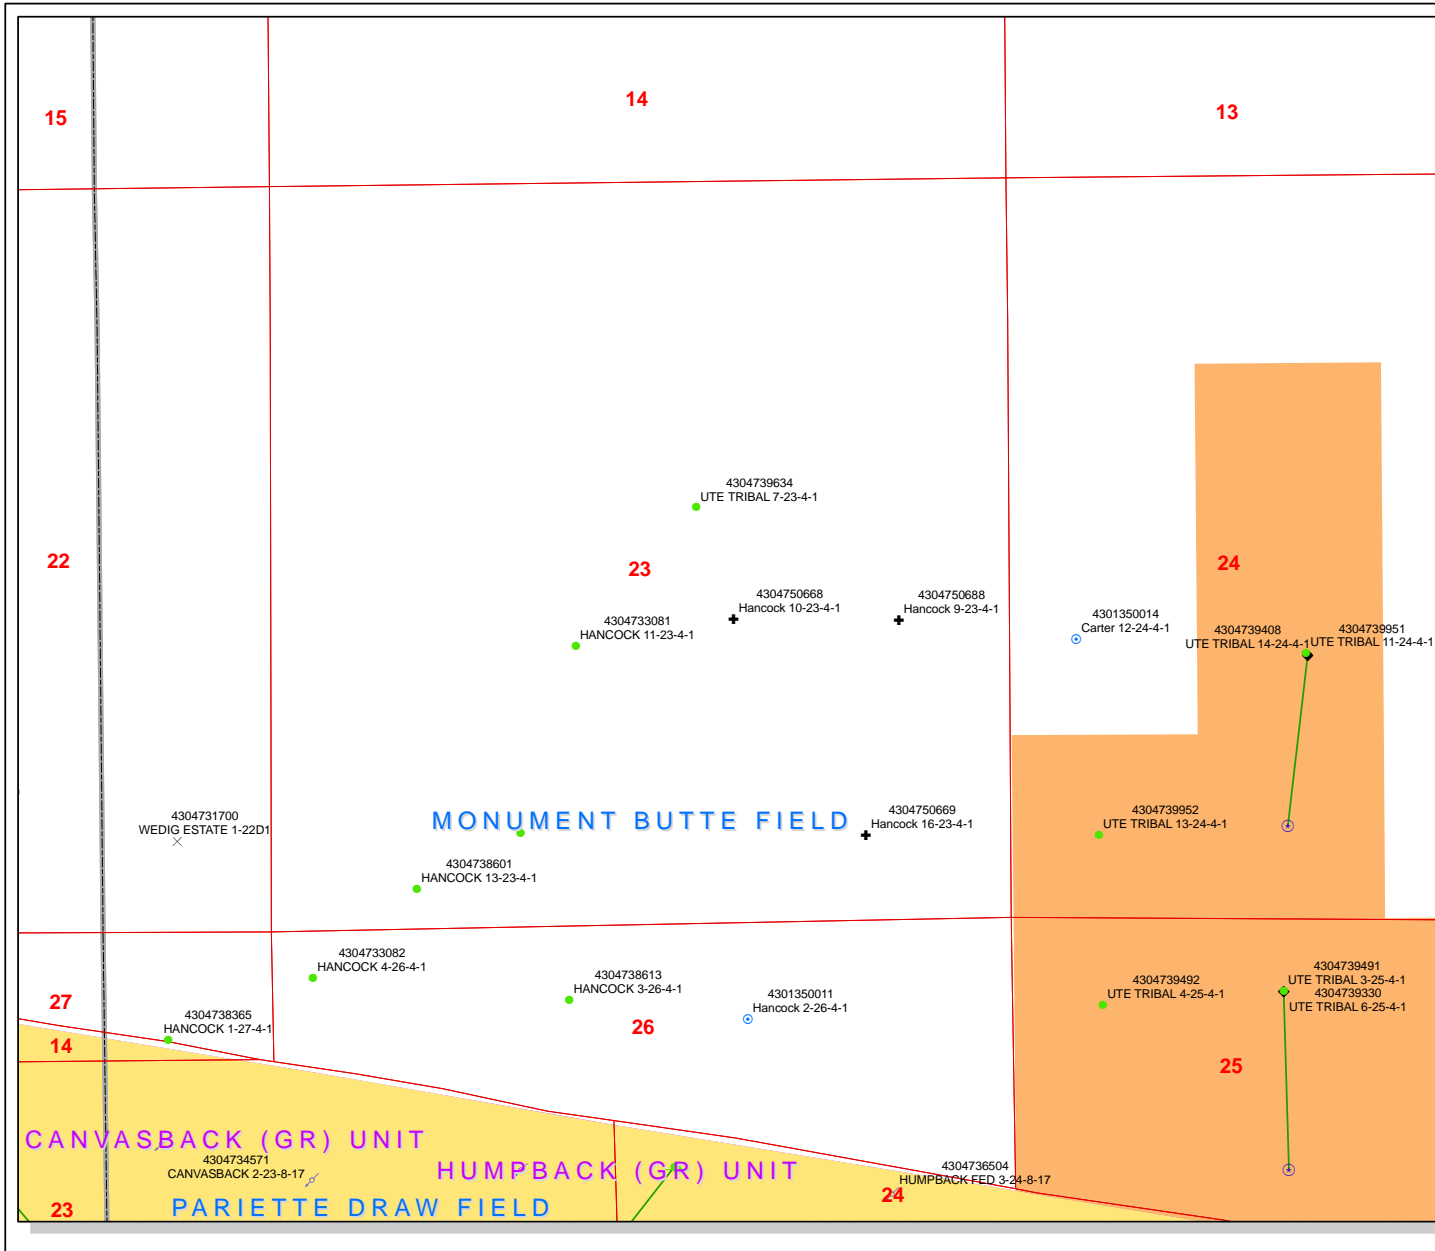 14
13
15
4304739634
UTE TRIBAL 7-23-4-1
22
23
24
4304750668
Hancock 10-23-4-1
4304750688
Hancock 9-23-4-1
4304733081
HANCOCK 11-23-4-1
4301350014
Carter 12-24-4-1
4304739408
UTE TRIBAL 14-24-4-1
4304739951
UTE TRIBAL 11-24-4-1
4304731700
WEDIG ESTATE 1-22D1
MONUMENT BUTTE FIELD
4304750669
Hancock 16-23-4-1
4304739952
UTE TRIBAL 13-24-4-1
4304738601
HANCOCK 13-23-4-1
4304733082
HANCOCK 4-26-4-1
4304738613
HANCOCK 3-26-4-1
4301350011
Hancock 2-26-4-1
4304739492
UTE TRIBAL 4-25-4-1
4304739491
UTE TRIBAL 3-25-4-1
4304739330
UTE TRIBAL 6-25-4-1
27
4304738365
HANCOCK 1-27-4-1
26
14
25
CANVASBACK (GR) UNIT
4304734571
CANVASBACK 2-23-8-17
HUMPBACK (GR) UNIT
4304736504
HUMPBACK FED 3-24-8-17
24
23
PARIETTE DRAW FIELD